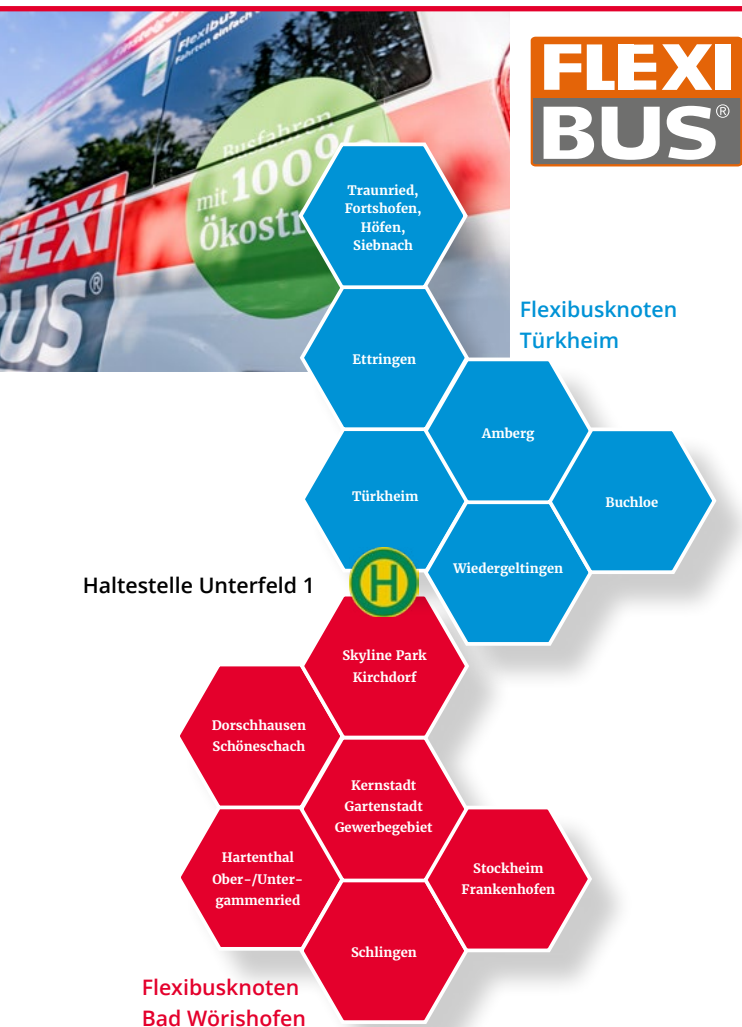 Flexibus
Fahrten einfach
Busfahren
mit 100%
FLEXI
BUS®
FLEXI
BUS®
Traunried,
Fortshofen,
Höfen,
Siebnach
Flexibusknoten
Türkheim
Ettringen
Amberg
Türkheim
Buchloe
Wiedergeltingen
Haltestelle Unterfeld 1
H
Skyline Park
Kirchdorf
Dorschhausen
Schöneschach
Kernstadt
Gartenstadt
Gewerbegebiet
Hartenthal
Ober-/Unter-
gammenried
Stockheim
Frankenhofen
Schlingen
Flexibusknoten
Bad Wörishofen